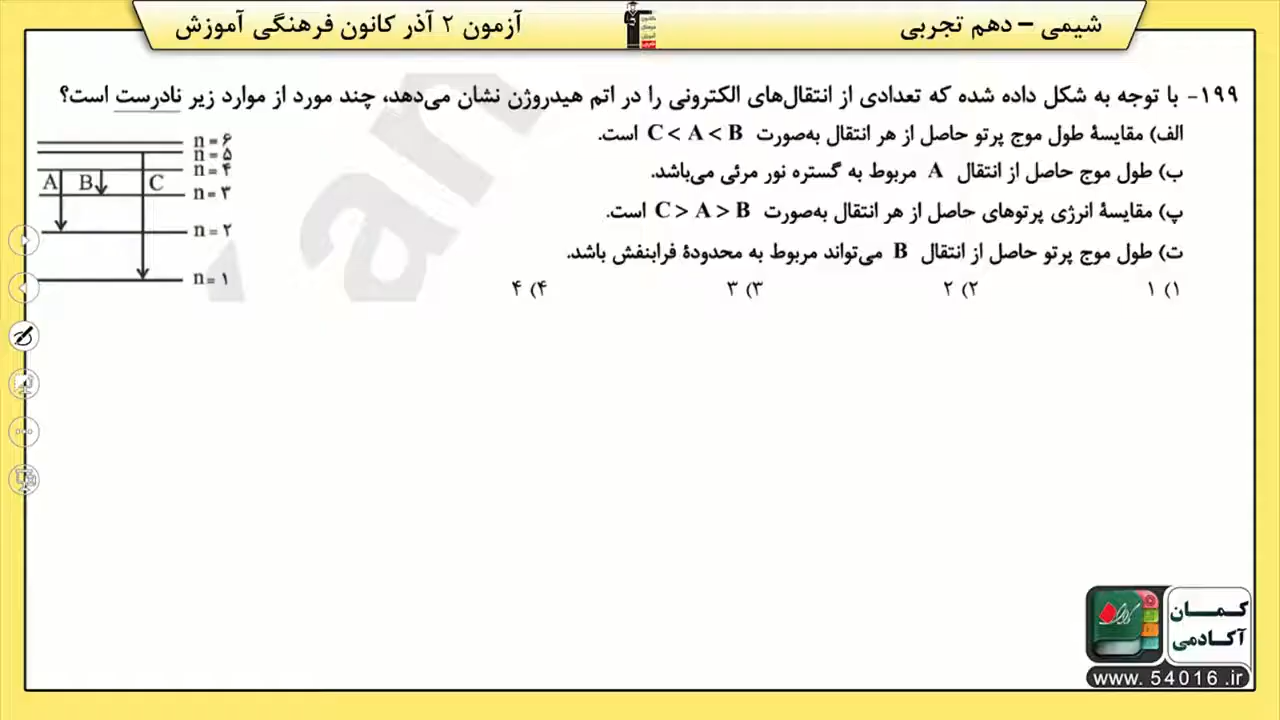 شیمی – دهم تجربی
آزمون ۲ آذر کانون فرهنگی آموزش
۱۹۹- با توجه به شکل داده شده که تعدادی از انتقال‌های الکترونی را در اتم هیدروژن نشان می‌دهد، چند مورد از موارد زیر نادرست است؟
الف) مقایسهٔ طول موج پرتو حاصل از هر انتقال به‌صورت C < A < B است.
ب) طول موج حاصل از انتقال A مربوط به گستره نور مرئی می‌باشد.
پ) مقایسهٔ انرژی پرتوهای حاصل از هر انتقال به‌صورت C > A > B است.
ت) طول موج پرتو حاصل از انتقال B می‌تواند مربوط به محدودهٔ فرابنفش باشد.
۱) ۱ ۲) ۲ ۳) ۳ ۴) ۴
n = ۶
n = ۵
n = ۴
A B C
n = ۳
n = ۲
n = ۱
an
کمان
آکادمی
www. 54016 .ir